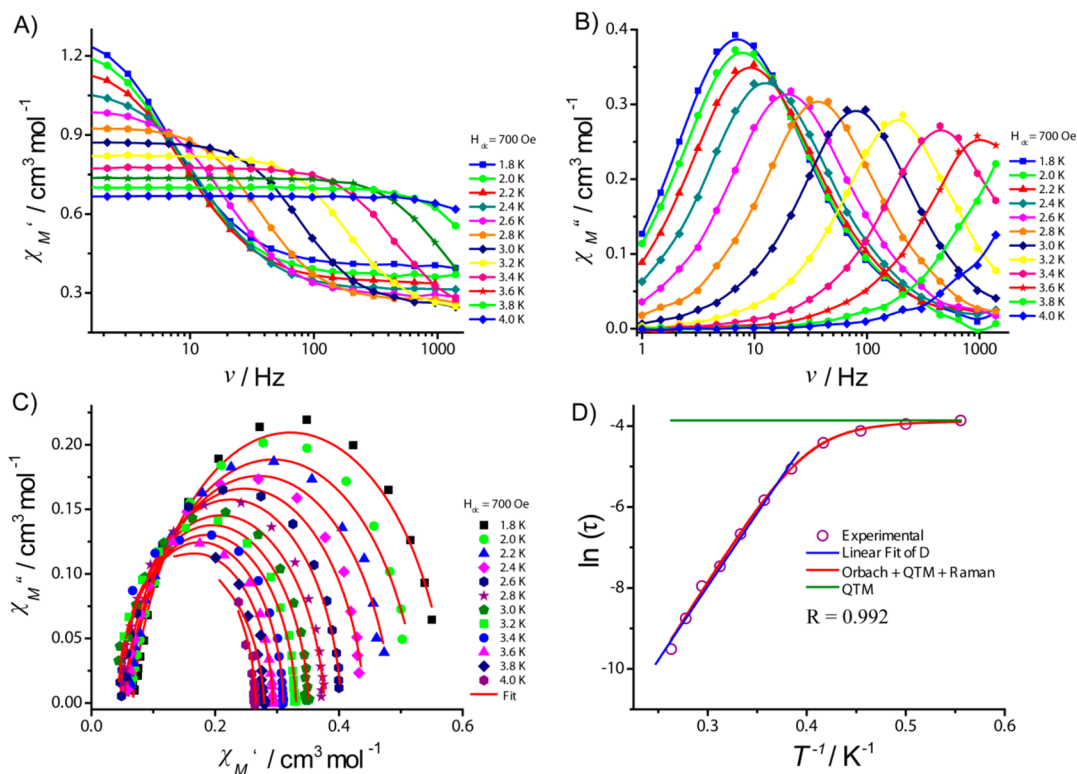 A)
χM' / cm³ mol⁻¹
1.2
0.9
0.6
0.3
10
100
1000
ν / Hz
Hdc = 700 Oe
1.8 K
2.0 K
2.2 K
2.4 K
2.6 K
2.8 K
3.0 K
3.2 K
3.4 K
3.6 K
3.8 K
4.0 K
B)
χM" / cm³ mol⁻¹
0.4
0.3
0.2
0.1
0.0
1
10
100
1000
ν / Hz
Hdc = 700 Oe
1.8 K
2.0 K
2.2 K
2.4 K
2.6 K
2.8 K
3.0 K
3.2 K
3.4 K
3.6 K
3.8 K
4.0 K
C)
χM" / cm³ mol⁻¹
0.20
0.15
0.10
0.05
0.00
0.0
0.2
0.4
0.6
χM' / cm³ mol⁻¹
Hdc = 700 Oe
1.8 K
2.0 K
2.2 K
2.4 K
2.6 K
2.8 K
3.0 K
3.2 K
3.4 K
3.6 K
3.8 K
4.0 K
Fit
D)
ln (τ)
-4
-6
-8
-10
0.3
0.4
0.5
0.6
T⁻¹ / K⁻¹
Experimental
Linear Fit of D
Orbach + QTM + Raman
QTM
R = 0.992